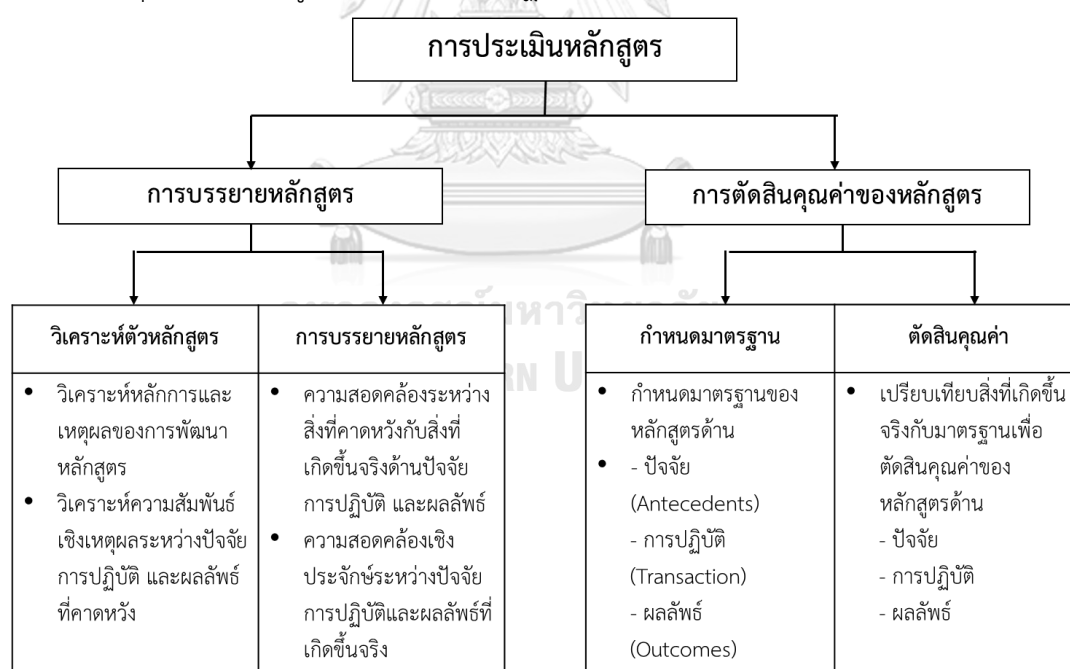 การประเมินหลักสูตร
การบรรยายหลักสูตร
การตัดสินคุณค่าของหลักสูตร
วิเคราะห์ตัวหลักสูตร
• วิเคราะห์หลักการและ
เหตุผลของการพัฒนา
หลักสูตร
• วิเคราะห์ความสัมพันธ์
เชิงเหตุผลระหว่างปัจจัย
การปฏิบัติ และผลลัพธ์
ที่คาดหวัง
การบรรยายหลักสูตร
• ความสอดคล้องระหว่าง
สิ่งที่คาดหวังกับสิ่งที่
เกิดขึ้นจริงด้านปัจจัย
การปฏิบัติ และผลลัพธ์
• ความสอดคล้องเชิง
ประจักษ์ระหว่างปัจจัย
การปฏิบัติและผลลัพธ์ที่
เกิดขึ้นจริง
กำหนดมาตรฐาน
• กำหนดมาตรฐานของ
หลักสูตรด้าน
• - ปัจจัย
(Antecedents)
- การปฏิบัติ
(Transaction)
- ผลลัพธ์
(Outcomes)
ตัดสินคุณค่า
• เปรียบเทียบสิ่งที่เกิดขึ้น
จริงกับมาตรฐานเพื่อ
ตัดสินคุณค่าของ
หลักสูตรด้าน
- ปัจจัย
- การปฏิบัติ
- ผลลัพธ์